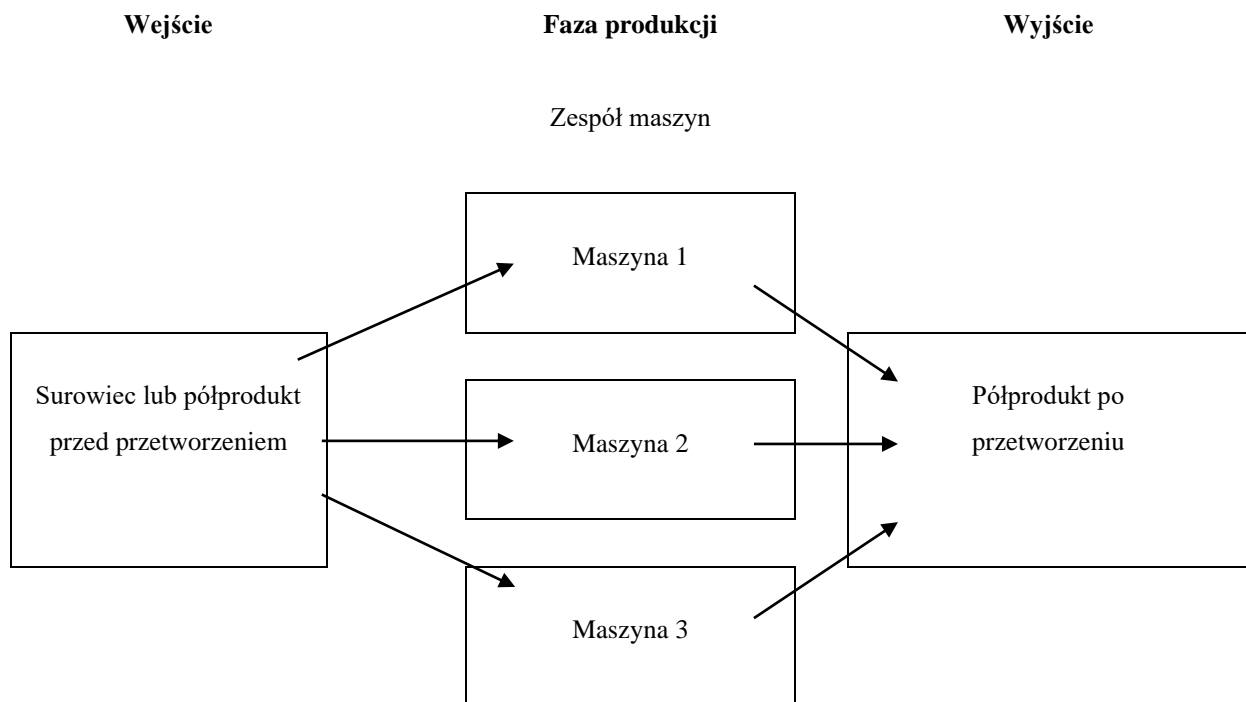 Wejście
Faza produkcji
Wyjście
Zespół maszyn
Maszyna 1
Surowiec lub półprodukt
przed przetworzeniem
Maszyna 2
Półprodukt po
przetworzeniu
Maszyna 3